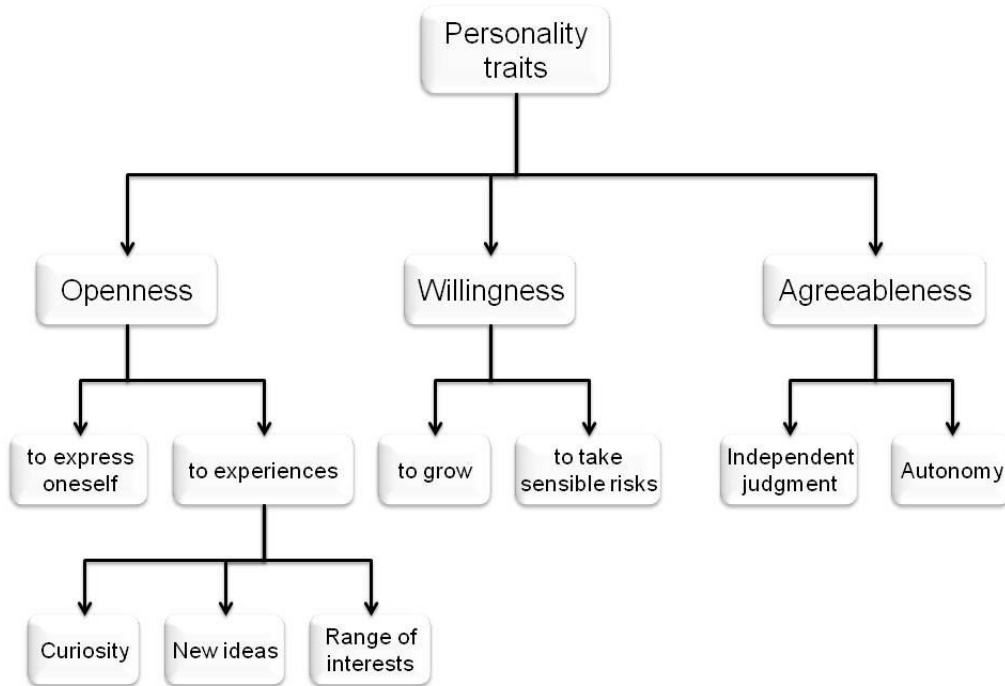 Personality
traits
Openness
Willingness
Agreeableness
to express
oneself
to experiences
to grow
to take
sensible risks
Independent
judgment
Autonomy
Curiosity
New ideas
Range of
interests